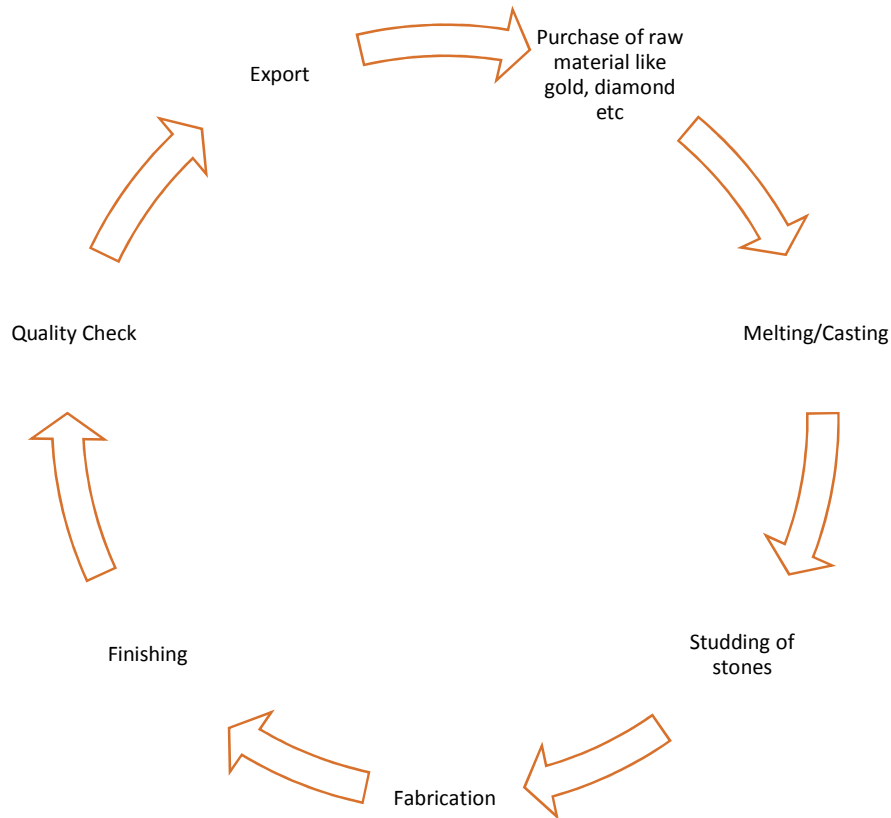 Purchase of raw
material like
gold, diamond
etc
Melting/Casting
Studding of
stones
Fabrication
Finishing
Quality Check
Export